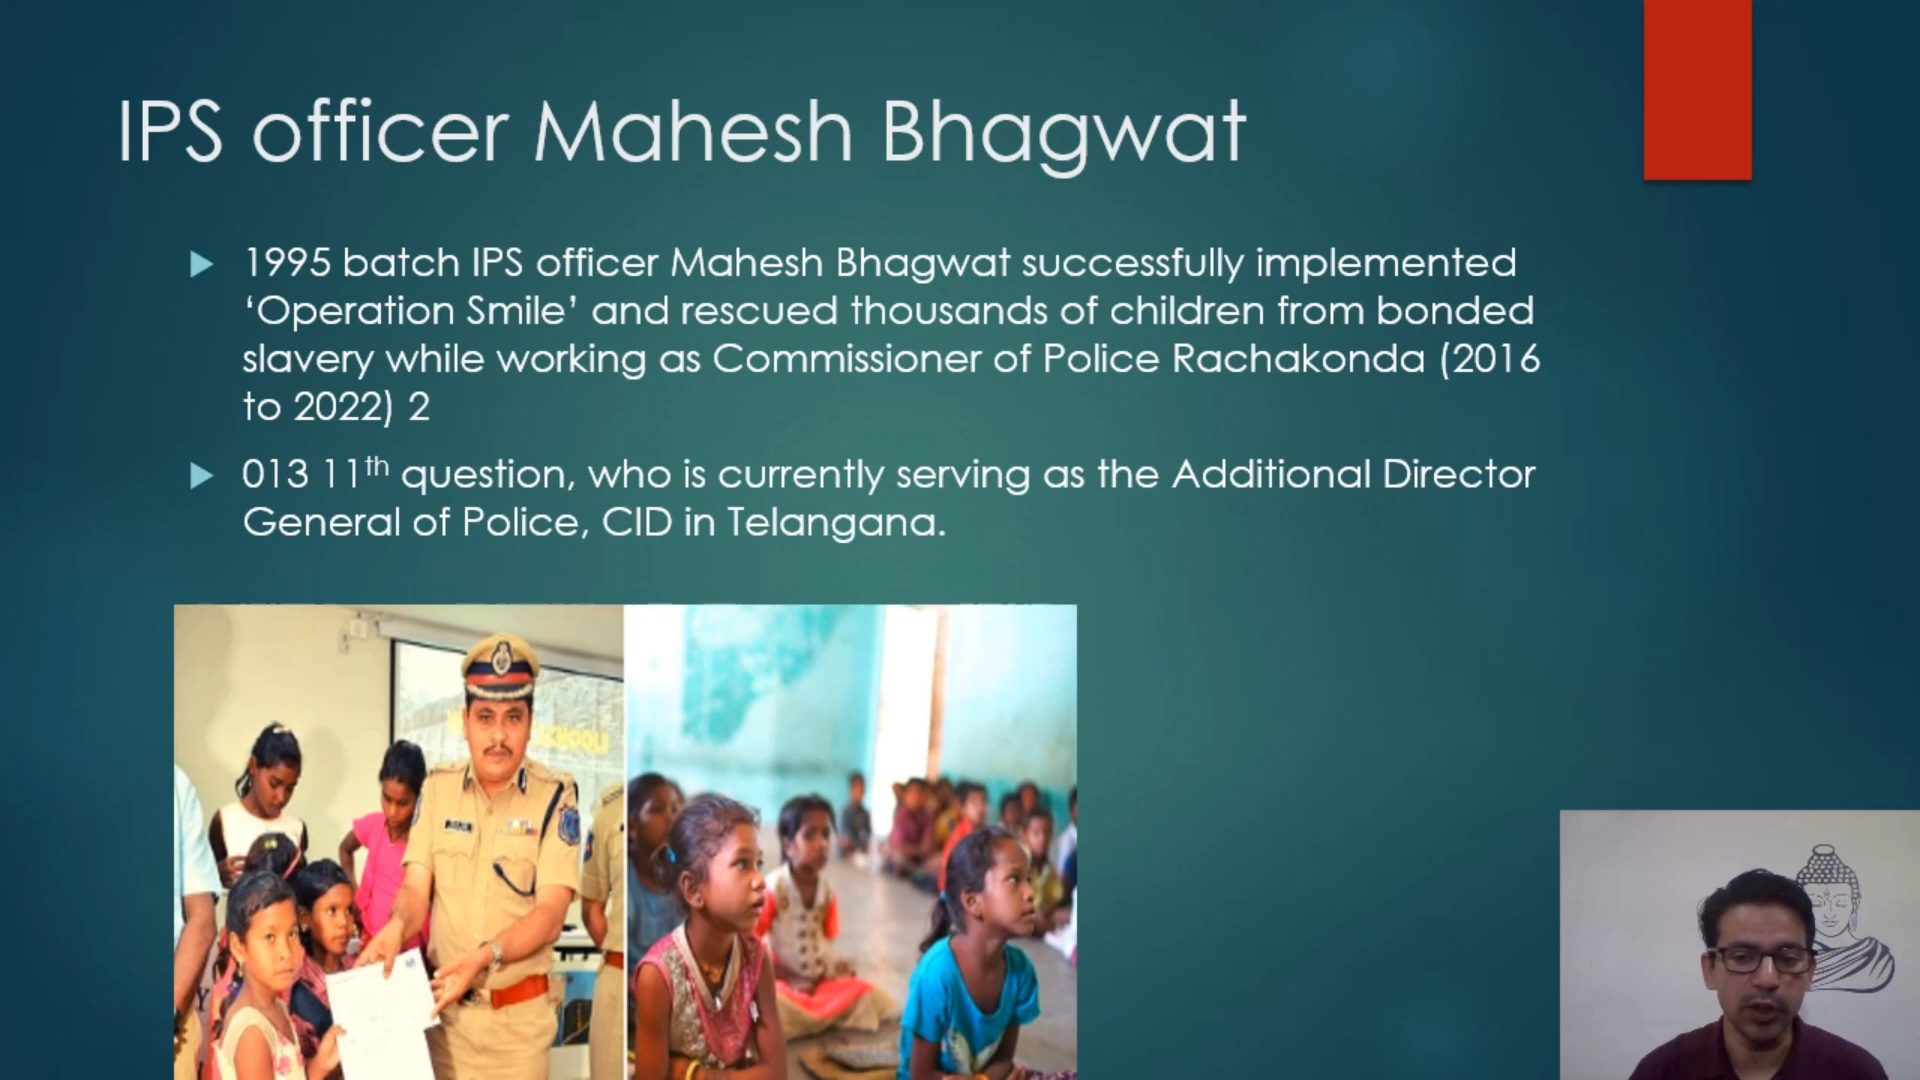 IPS officer Mahesh Bhagwat
1995 batch IPS officer Mahesh Bhagwat successfully implemented
‘Operation Smile’ and rescued thousands of children from bonded
slavery while working as Commissioner of Police Rachakonda (2016
to 2022) 2
013 11th question, who is currently serving as the Additional Director
General of Police, CID in Telangana.